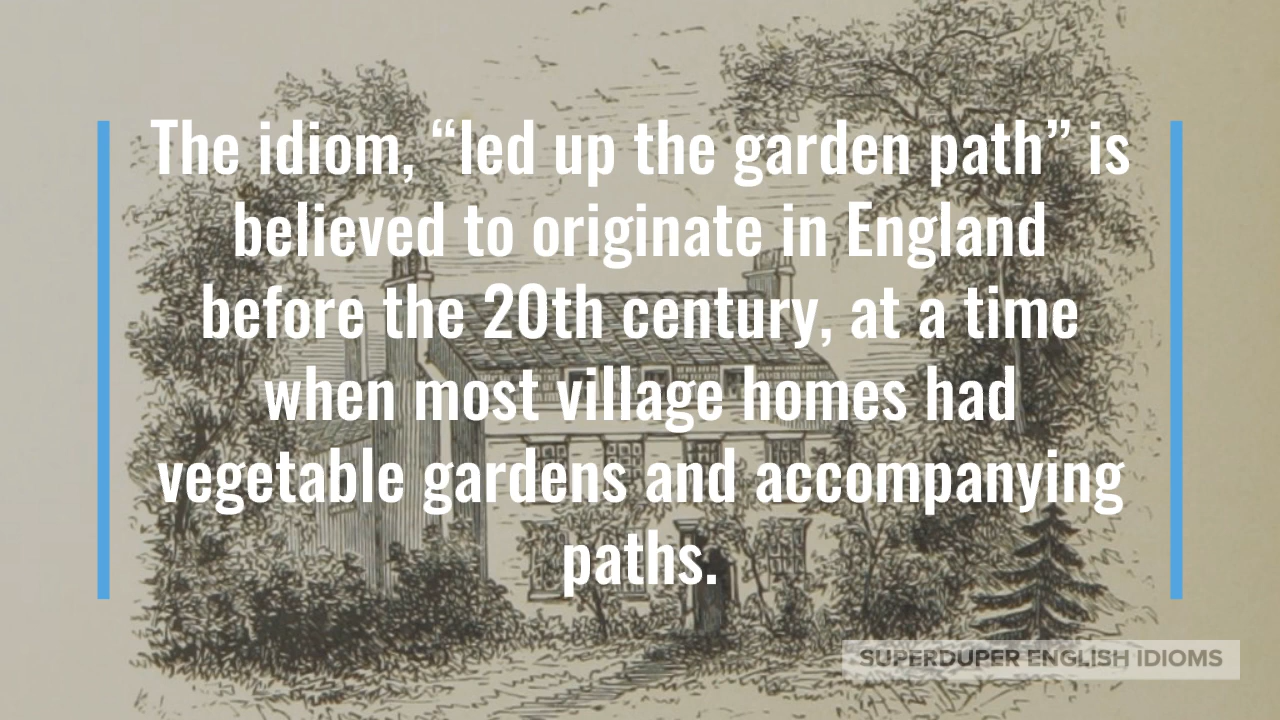 The idiom, “led up the garden path” is
believed to originate in England
before the 20th century, at a time
when most village homes had
vegetable gardens and accompanying
paths.
SUPERDUPER ENGLISH IDIOMS